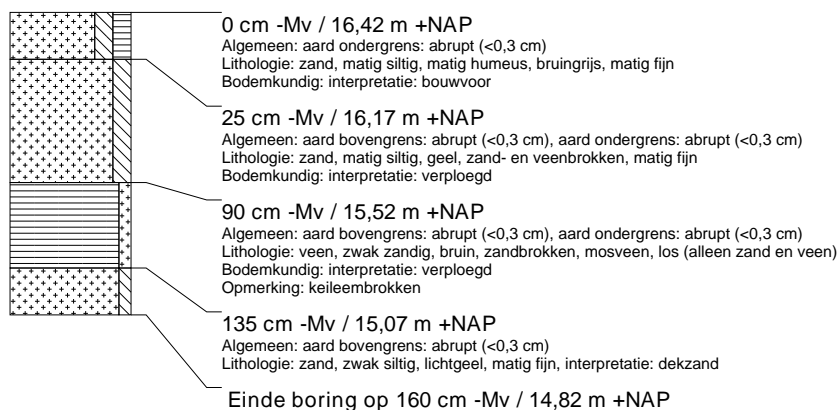 0 cm -Mv / 16,42 m +NAP
Algemeen: aard ondergrens: abrupt (<0,3 cm)
Lithologie: zand, matig siltig, matig humeus, bruingrijs, matig fijn
Bodemkundig: interpretatie: bouwvoor
25 cm -Mv / 16,17 m +NAP
Algemeen: aard bovengrens: abrupt (<0,3 cm), aard ondergrens: abrupt (<0,3 cm)
Lithologie: zand, matig siltig, geel, zand- en veenbrokken, matig fijn
Bodemkundig: interpretatie: verploegd
90 cm -Mv / 15,52 m +NAP
Algemeen: aard bovengrens: abrupt (<0,3 cm), aard ondergrens: abrupt (<0,3 cm)
Lithologie: veen, zwak zandig, bruin, zandbrokken, mosveen, los (alleen zand en veen)
Bodemkundig: interpretatie: verploegd
Opmerking: keileembrokken
135 cm -Mv / 15,07 m +NAP
Algemeen: aard bovengrens: abrupt (<0,3 cm)
Lithologie: zand, zwak siltig, lichtgeel, matig fijn, interpretatie: dekzand
Einde boring op 160 cm -Mv / 14,82 m +NAP